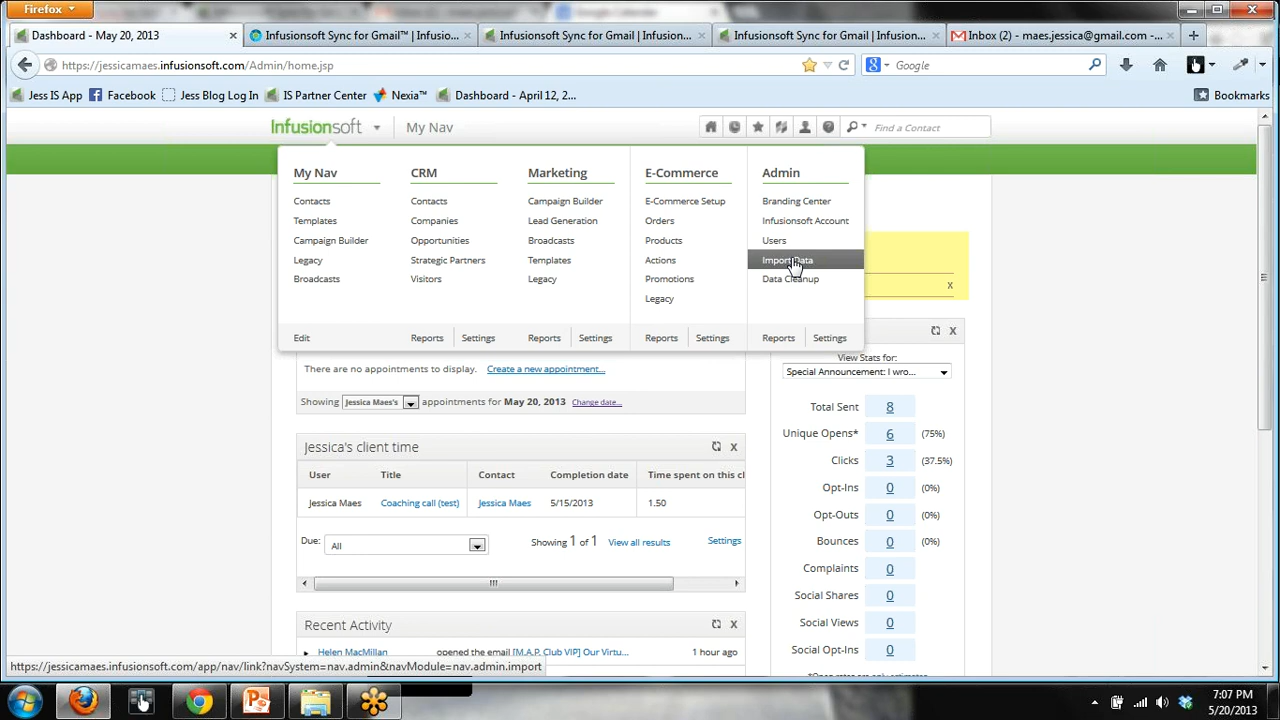 Firefox
Google Calendar
Dashboard - May 20, 2013
Infusionsoft Sync for Gmail™ | Infusio...
Infusionsoft Sync for Gmail | Infusion...
Infusionsoft Sync for Gmail | Infusion...
Inbox (2) - maes.jessica@gmail.com -...
https://jessicamaes.infusionsoft.com/Admin/home.jsp
Google
Jess IS App
Facebook
Jess Blog Log In
IS Partner Center
Nexia™
Dashboard - April 12, 2...
Bookmarks
Infusionsoft
My Nav
Find a Contact
My Nav
CRM
Marketing
E-Commerce
Admin
Contacts
Contacts
Campaign Builder
E-Commerce Setup
Branding Center
Templates
Companies
Lead Generation
Orders
Infusionsoft Account
Campaign Builder
Opportunities
Broadcasts
Products
Users
Legacy
Strategic Partners
Templates
Actions
Import Data
Broadcasts
Visitors
Legacy
Promotions
Data Cleanup
x
Legacy
Edit
Reports
Settings
Reports
Settings
Reports
Settings
Reports
Settings
There are no appointments to display. Create a new appointment...
Showing Jessica Maes's appointments for May 20, 2013 Change date...
View Stats for:
Special Announcement: I wro...
Total Sent 8
Unique Opens* 6 (75%)
Clicks 3 (37.5%)
Opt-Ins 0 (0%)
Opt-Outs 0 (0%)
Bounces 0 (0%)
Complaints 0
Social Shares 0
Social Views 0
Social Opt-Ins 0
Jessica's client time
User Title Contact Completion date Time spent on this cl
Jessica Maes Coaching call (test) Jessica Maes 5/15/2013 1.50
Due: All Showing 1 of 1 View all results Settings
Recent Activity
Helen MacMillan opened the email [M.A.P. Club VIP] Our Virtu... 1 hour ago
https://jessicamaes.infusionsoft.com/app/nav/link?navSystem=nav.admin&navModule=nav.admin.import
7:07 PM
5/20/2013